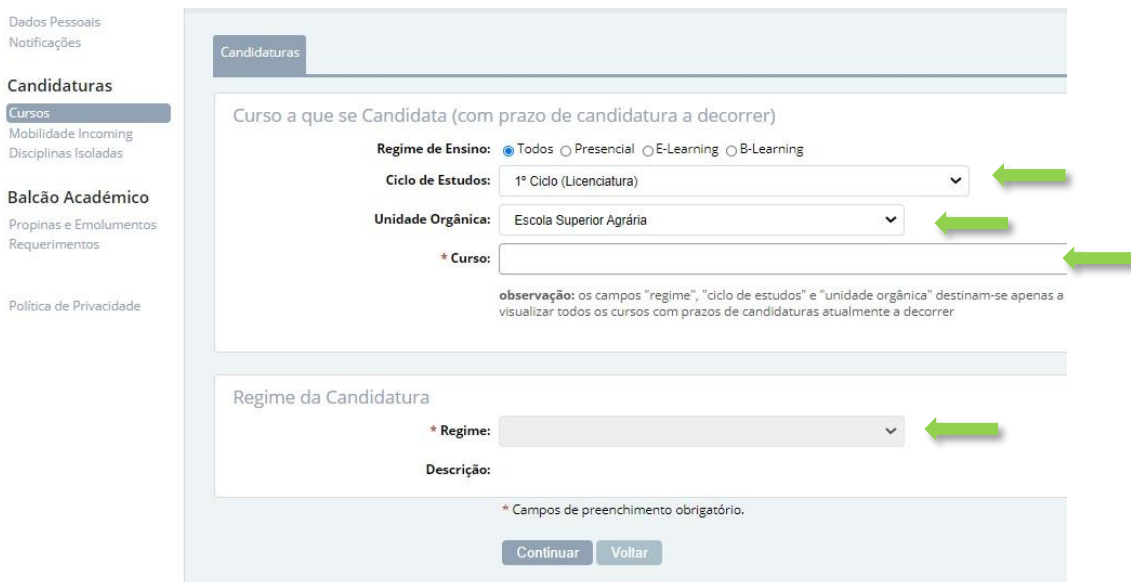 Dados Pessoais
Notificações
Candidaturas
Cursos
Mobilidade Incoming
Disciplinas Isoladas
Balcão Académico
Propinas e Emolumentos
Requerimentos
Política de Privacidade
Candidaturas
Curso a que se Candidata (com prazo de candidatura a decorrer)
Regime de Ensino: Todos Presencial E-Learning B-Learning
Ciclo de Estudos: 1º Ciclo (Licenciatura)
Unidade Orgânica: Escola Superior Agrária
* Curso:
observação: os campos "regime", "ciclo de estudos" e "unidade orgânica" destinam-se apenas a
visualizar todos os cursos com prazos de candidaturas atualmente a decorrer
Regime da Candidatura
* Regime:
Descrição:
* Campos de preenchimento obrigatório.
Continuar Voltar